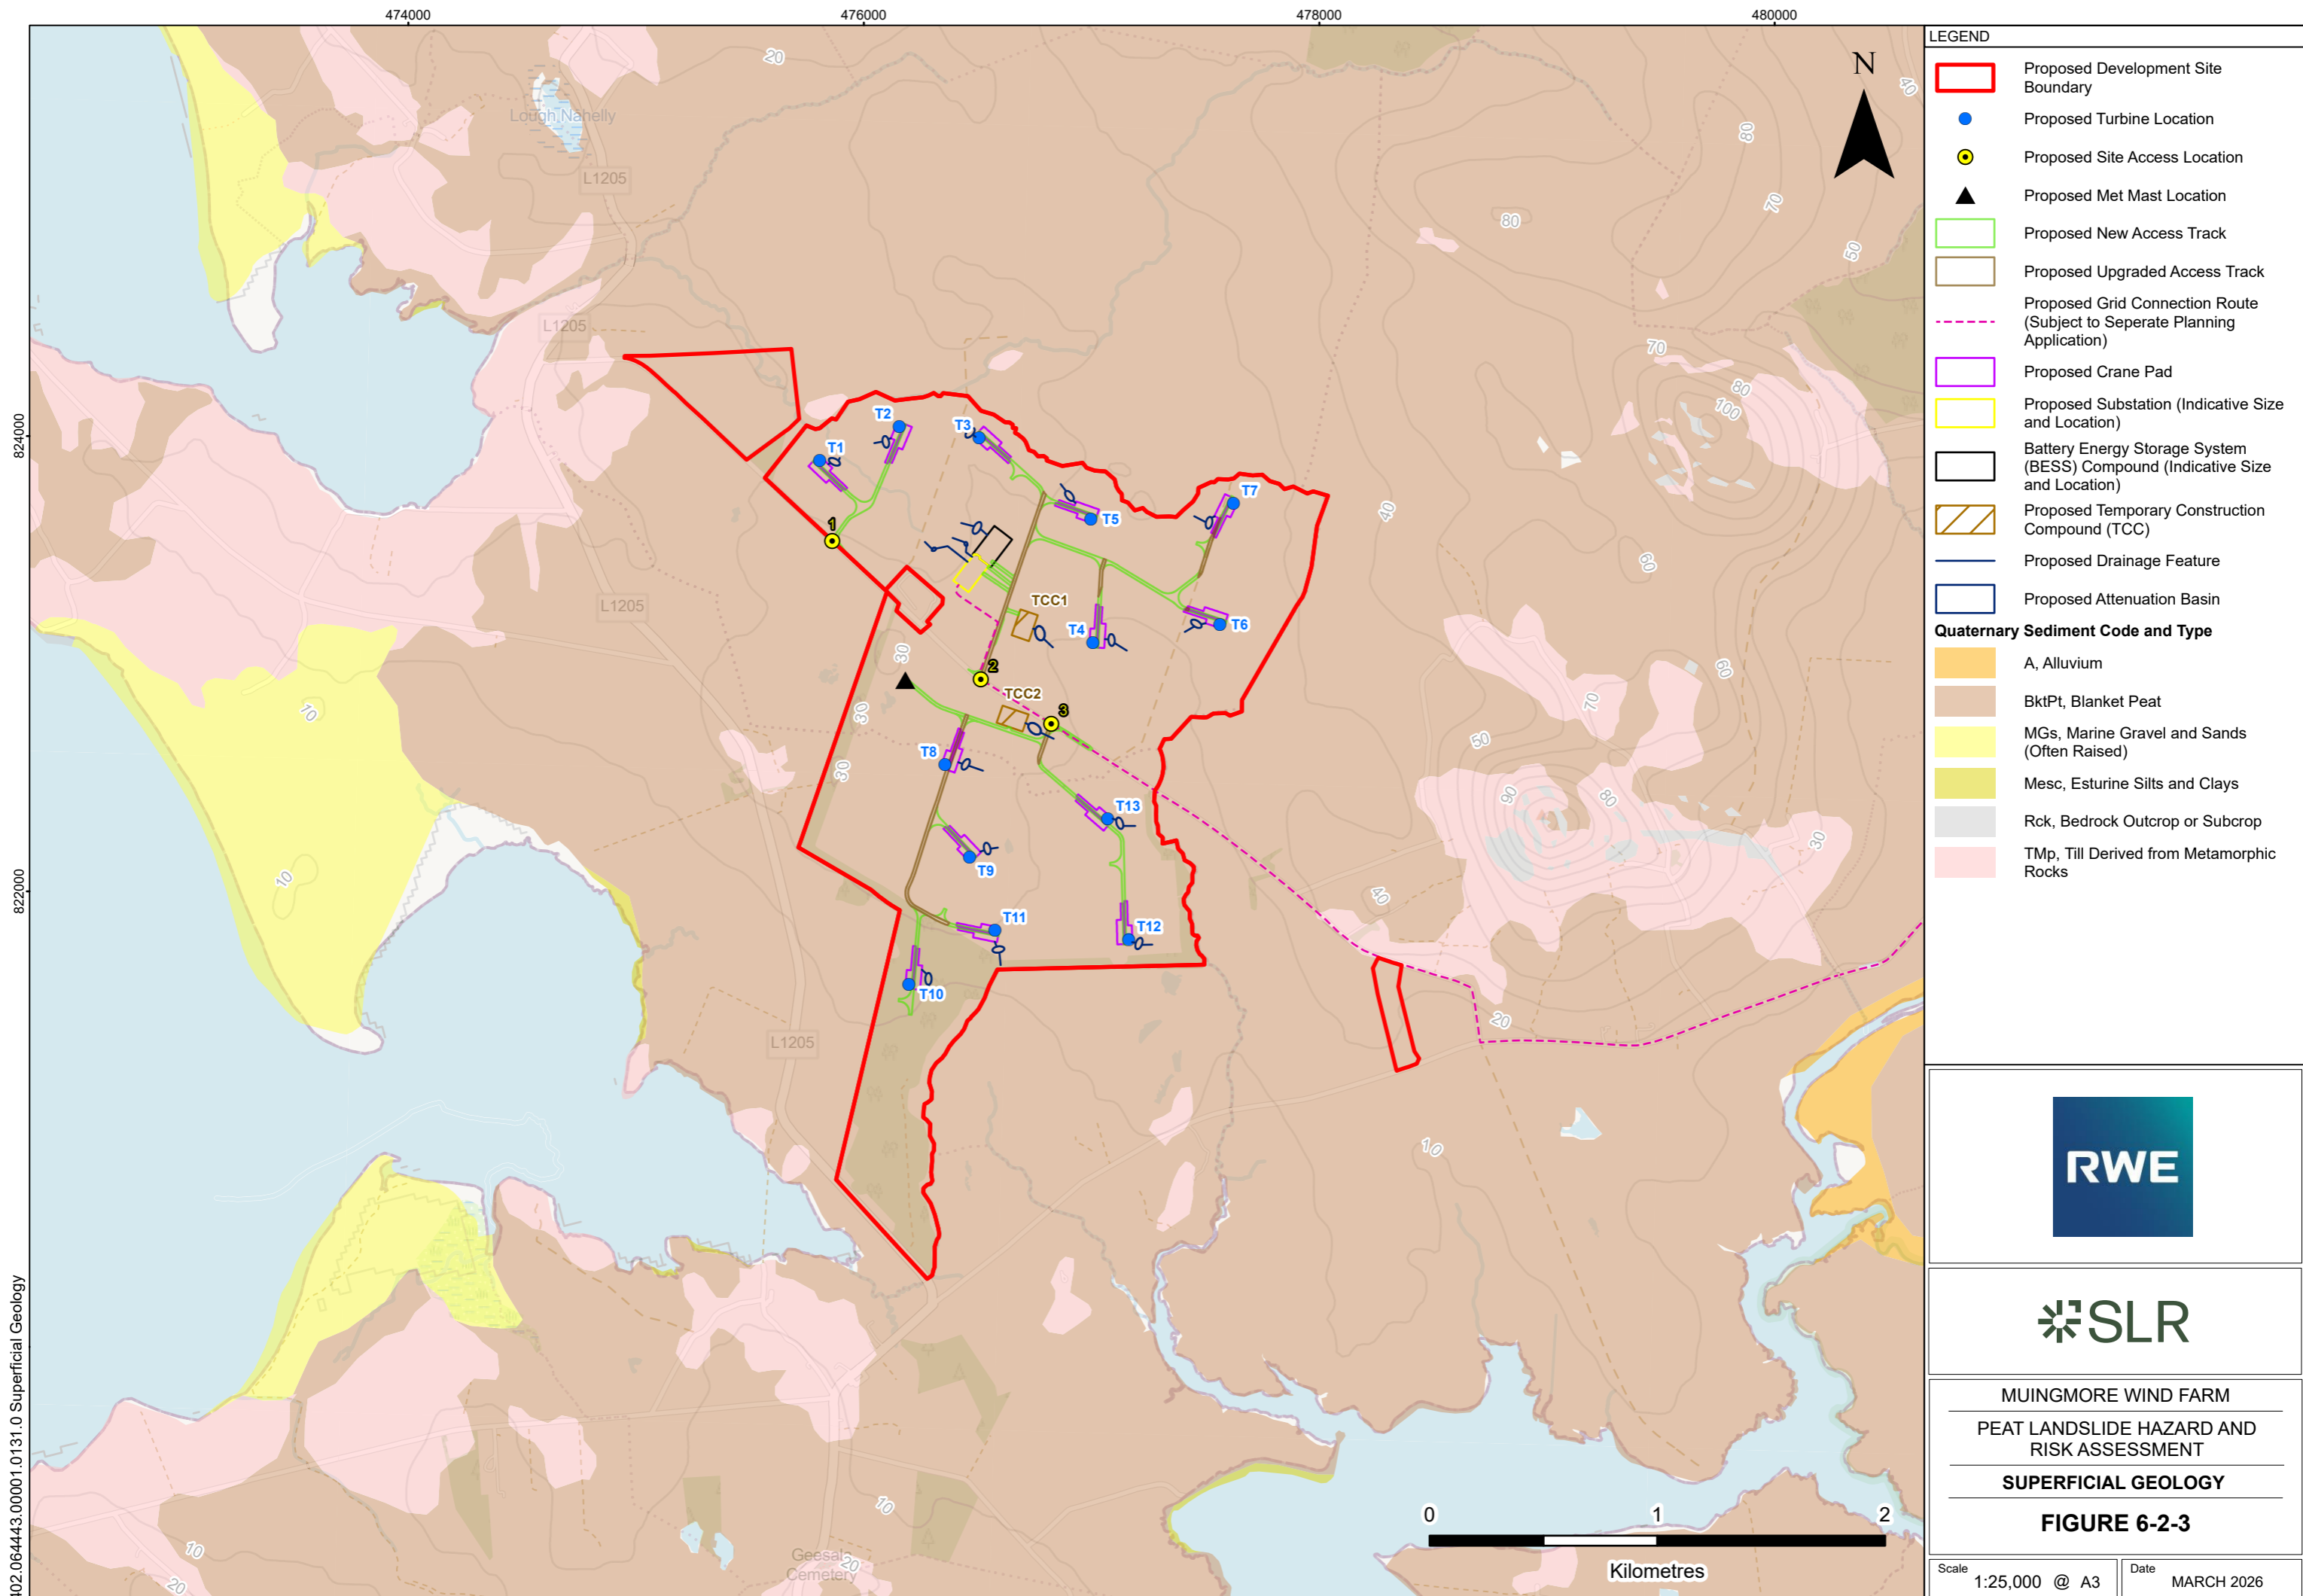 474000
476000
478000
480000
824000
822000
402.064443.00001.0131.0 Superficial Geology
20
40
80
Lough Nahelly
L1205
70
80
50
L1205
70
80
100
40
60
L1205
60
70
10
30
30
30
50
90
80
30
10
40
20
L1205
10
10
10
20
20
Geesala
Cemetery
N
T1
T2
T3
T5
T7
1
TCC1
T4
T6
2
TCC2
3
T8
T13
T9
T11
T12
T10
0
1
2
Kilometres
LEGEND
Proposed Development Site
Boundary
Proposed Turbine Location
Proposed Site Access Location
Proposed Met Mast Location
Proposed New Access Track
Proposed Upgraded Access Track
Proposed Grid Connection Route
(Subject to Seperate Planning
Application)
Proposed Crane Pad
Proposed Substation (Indicative Size
and Location)
Battery Energy Storage System
(BESS) Compound (Indicative Size
and Location)
Proposed Temporary Construction
Compound (TCC)
Proposed Drainage Feature
Proposed Attenuation Basin
Quaternary Sediment Code and Type
A, Alluvium
BktPt, Blanket Peat
MGs, Marine Gravel and Sands
(Often Raised)
Mesc, Esturine Silts and Clays
Rck, Bedrock Outcrop or Subcrop
TMp, Till Derived from Metamorphic
Rocks
RWE
SLR
MUINGMORE WIND FARM
PEAT LANDSLIDE HAZARD AND
RISK ASSESSMENT
SUPERFICIAL GEOLOGY
FIGURE 6-2-3
Scale
1:25,000 @ A3
Date
MARCH 2026